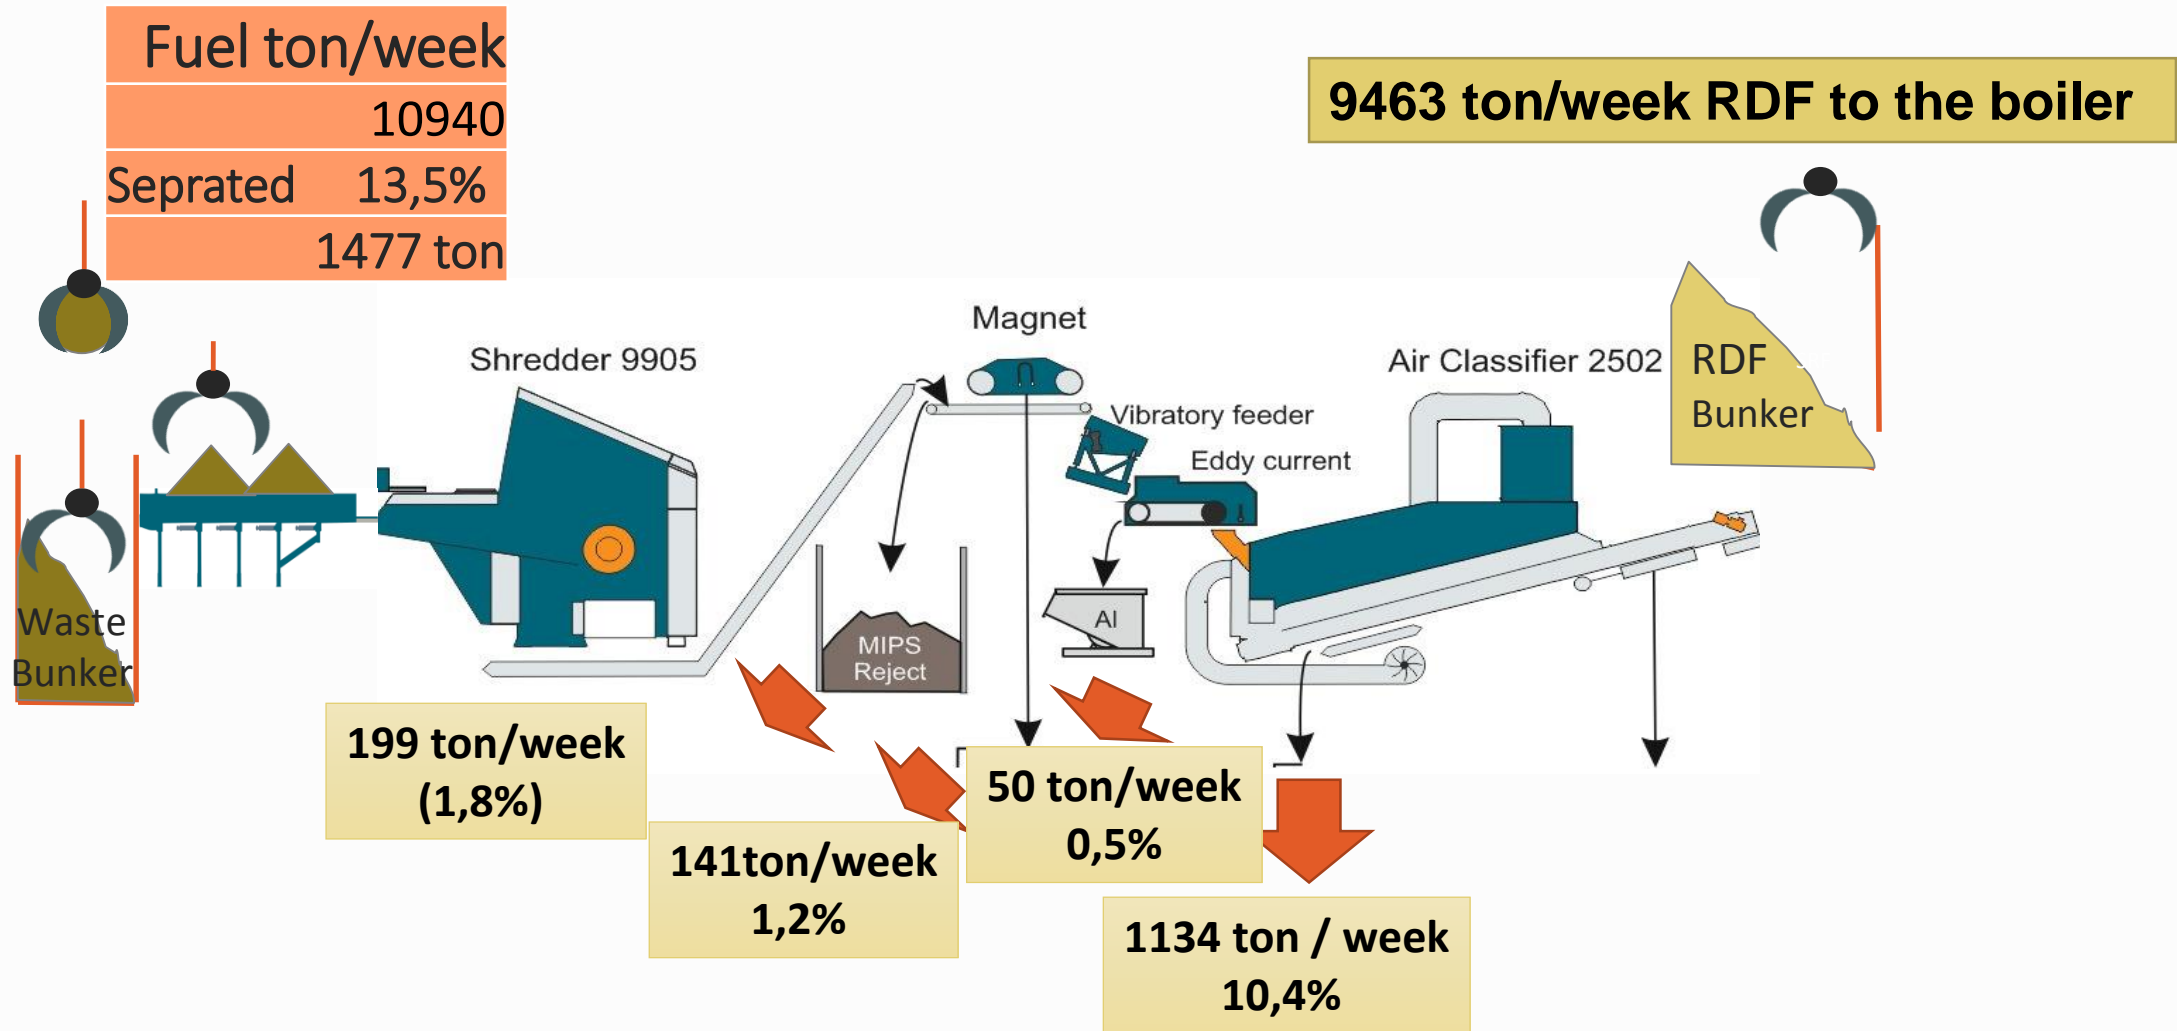 Fuel ton/week
10940
Seprated 13,5%
1477 ton
9463 ton/week RDF to the boiler
Magnet
Shredder 9905
Air Classifier 2502
RDF
Bunker
Vibratory feeder
Eddy current
Waste
Bunker
MIPS
Reject
Al
199 ton/week
(1,8%)
141ton/week
1,2%
50 ton/week
0,5%
1134 ton / week
10,4%